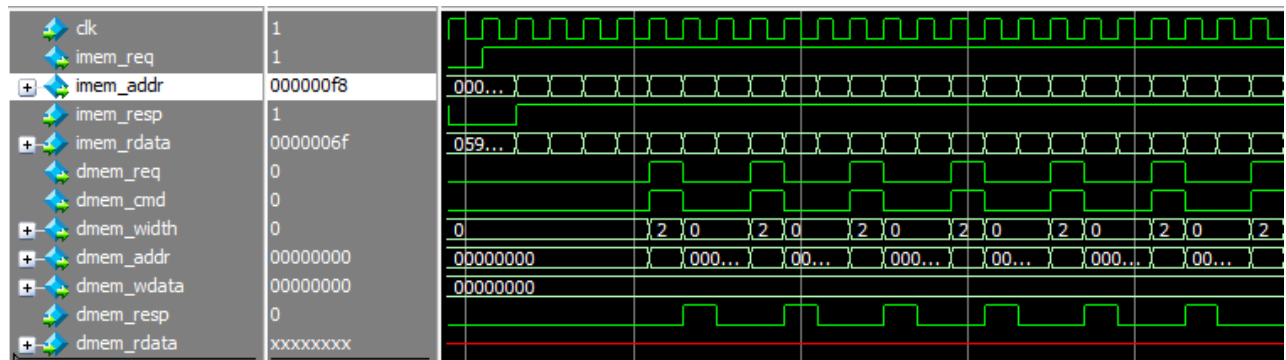 clk 1
imem_req 1
imem_addr 000000f8 000...
imem_resp 1
imem_rdata 0000006f 059...
dmem_req 0
dmem_cmd 0
dmem_width 0 0 2 0 2 0 2 0 2 0 2 0 2 0 2
dmem_addr 00000000 00000000 000... 00... 000... 00... 000... 00...
dmem_wdata 00000000 00000000
dmem_resp 0
dmem_rdata xxxxxxxx